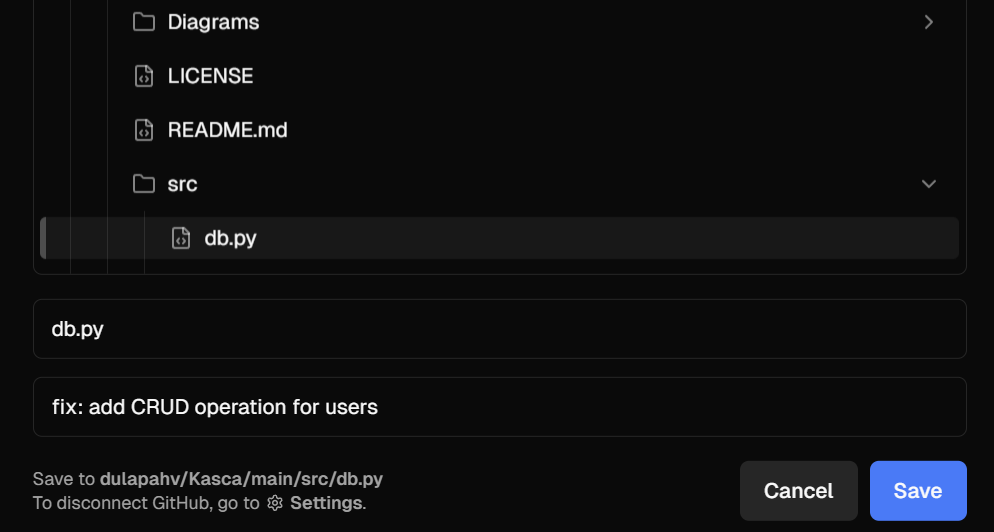 Diagrams
LICENSE
README.md
src
db.py
db.py
fix: add CRUD operation for users
Save to dulapahv/Kasca/main/src/db.py
To disconnect GitHub, go to Settings.
Cancel
Save